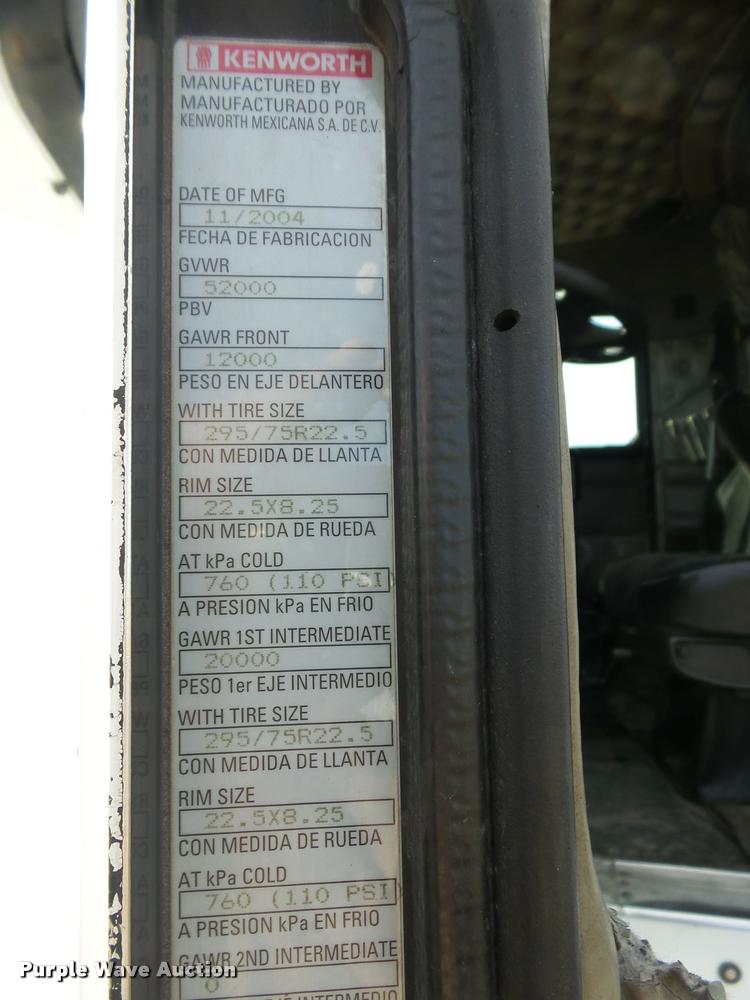 KENWORTH
MANUFACTURED BY
MANUFACTURADO POR
KENWORTH MEXICANA S.A. DE C.V.
DATE OF MFG
11/2004
FECHA DE FABRICACION
GVWR
52000
PBV
GAWR FRONT
12000
PESO EN EJE DELANTERO
WITH TIRE SIZE
295/75R22.5
CON MEDIDA DE LLANTA
RIM SIZE
22.5X8.25
CON MEDIDA DE RUEDA
AT kPa COLD
760 (110 PSI)
A PRESION kPa EN FRIO
GAWR 1ST INTERMEDIATE
20000
PESO 1er EJE INTERMEDIO
WITH TIRE SIZE
295/75R22.5
CON MEDIDA DE LLANTA
RIM SIZE
22.5X8.25
CON MEDIDA DE RUEDA
AT kPa COLD
760 (110 PSI)
A PRESION kPa EN FRIO
GAWR 2ND INTERMEDIATE
0
EJE INTERMEDIO
Purple Wave Auction